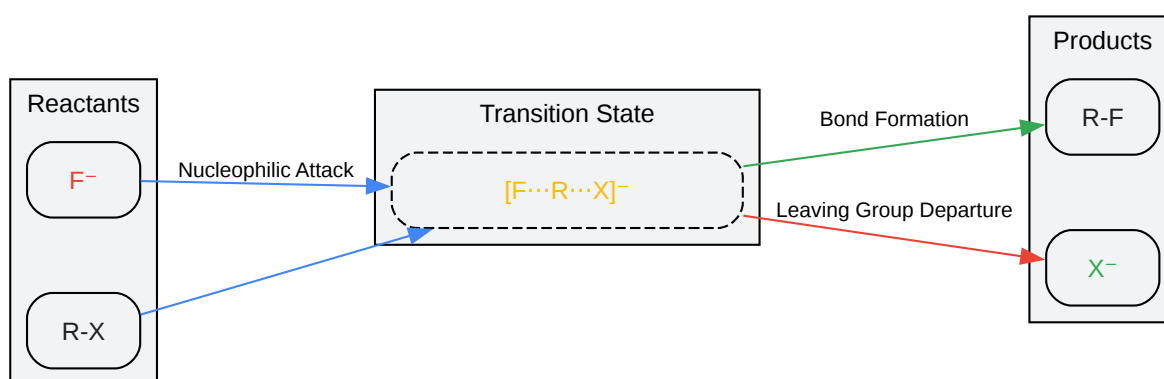 Reactants
F⁻
R-X
Nucleophilic Attack
Transition State
[F···R···X]⁻
Bond Formation
Leaving Group Departure
Products
R-F
X⁻